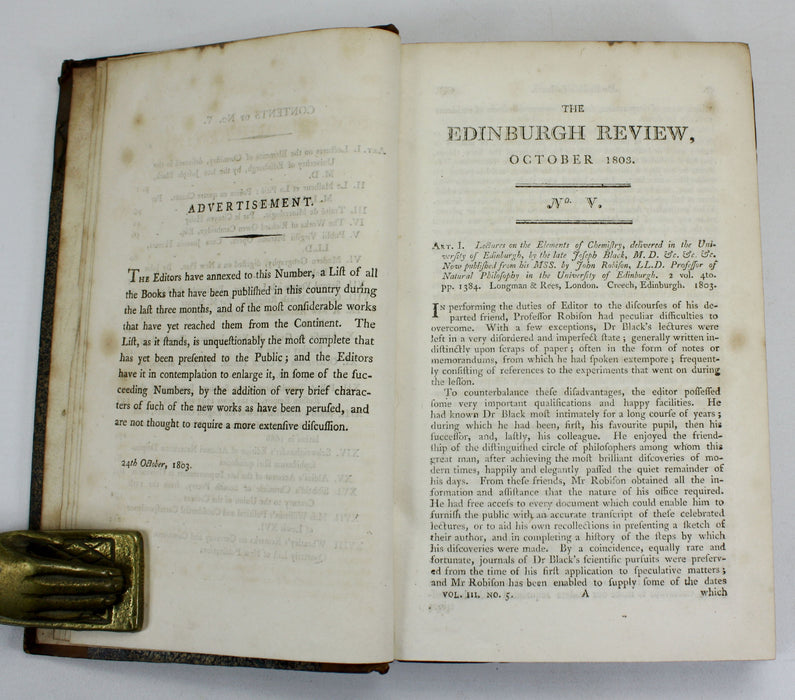 ADVERTISEMENT.
THE Editors have annexed to this Number, a Liſt of all
the Books that have been publiſhed in this country during
the laſt three months, and of the moſt conſiderable works
that have yet reached them from the Continent. The
Liſt, as it ſtands, is unqueſtionably the moſt complete that
has yet been preſented to the Public; and the Editors
have it in contemplation to enlarge it, in ſome of the ſuc-
ceeding Numbers, by the addition of very brief charac-
ters of ſuch of the new works as have been peruſed, and
are not thought to require a more extenſive diſcuſſion.
24th October, 1803.
THE
EDINBURGH REVIEW,
OCTOBER 1803.
No. V.
ART. I. Lectures on the Elements of Chemiſtry, delivered in the Uni-
verſity of Edinburgh, by the late Joſeph Black, M. D. &c. &c. &c.
Now publiſhed from his MSS. by John Robiſon, LL.D. Profeſſor of
Natural Philoſophy in the Univerſity of Edinburgh. 2 vol. 4to.
pp. 1384. Longman & Rees, London. Creech, Edinburgh. 1803.
IN performing the duties of Editor to the diſcourſes of his de-
parted friend, Profeſſor Robiſon had peculiar difficulties to
overcome. With a few exceptions, Dr Black's lectures were
left in a very diſordered and imperfect ſtate; generally written in-
diſtinctly upon ſcraps of paper; often in the form of notes or
memorandums, from which he had ſpoken extempore; frequent-
ly conſiſting of references to the experiments that went on during
the leſſon.
To counterbalance theſe diſadvantages, the editor poſſeſſed
ſome very important qualifications and happy facilities. He
had known Dr Black moſt intimately for a long courſe of years;
during which he had been, firſt, his favourite pupil, then his
ſucceſſor, and, laſtly, his colleague. He enjoyed the friend-
ſhip of the diſtinguiſhed circle of philoſophers among whom this
great man, after achieving the moſt brilliant diſcoveries of mo-
dern times, happily and elegantly paſſed the quiet remainder of
his days. From theſe friends, Mr Robiſon obtained all the in-
formation and aſſiſtance that the nature of his office required.
He had free acceſs to every document which could enable him to
furniſh the public with an accurate tranſcript of theſe celebrated
lectures, or to aid his own recollections in preſenting a ſketch of
their author, and in completing a hiſtory of the ſteps by which
his diſcoveries were made. By a coincidence, equally rare and
fortunate, journals of Dr Black's ſcientific purſuits were preſerv-
ed from the time of his firſt application to ſpeculative matters;
and Mr Robiſon has been enabled to ſupply ſome of the dates
VOL. III. NO. 5. A which